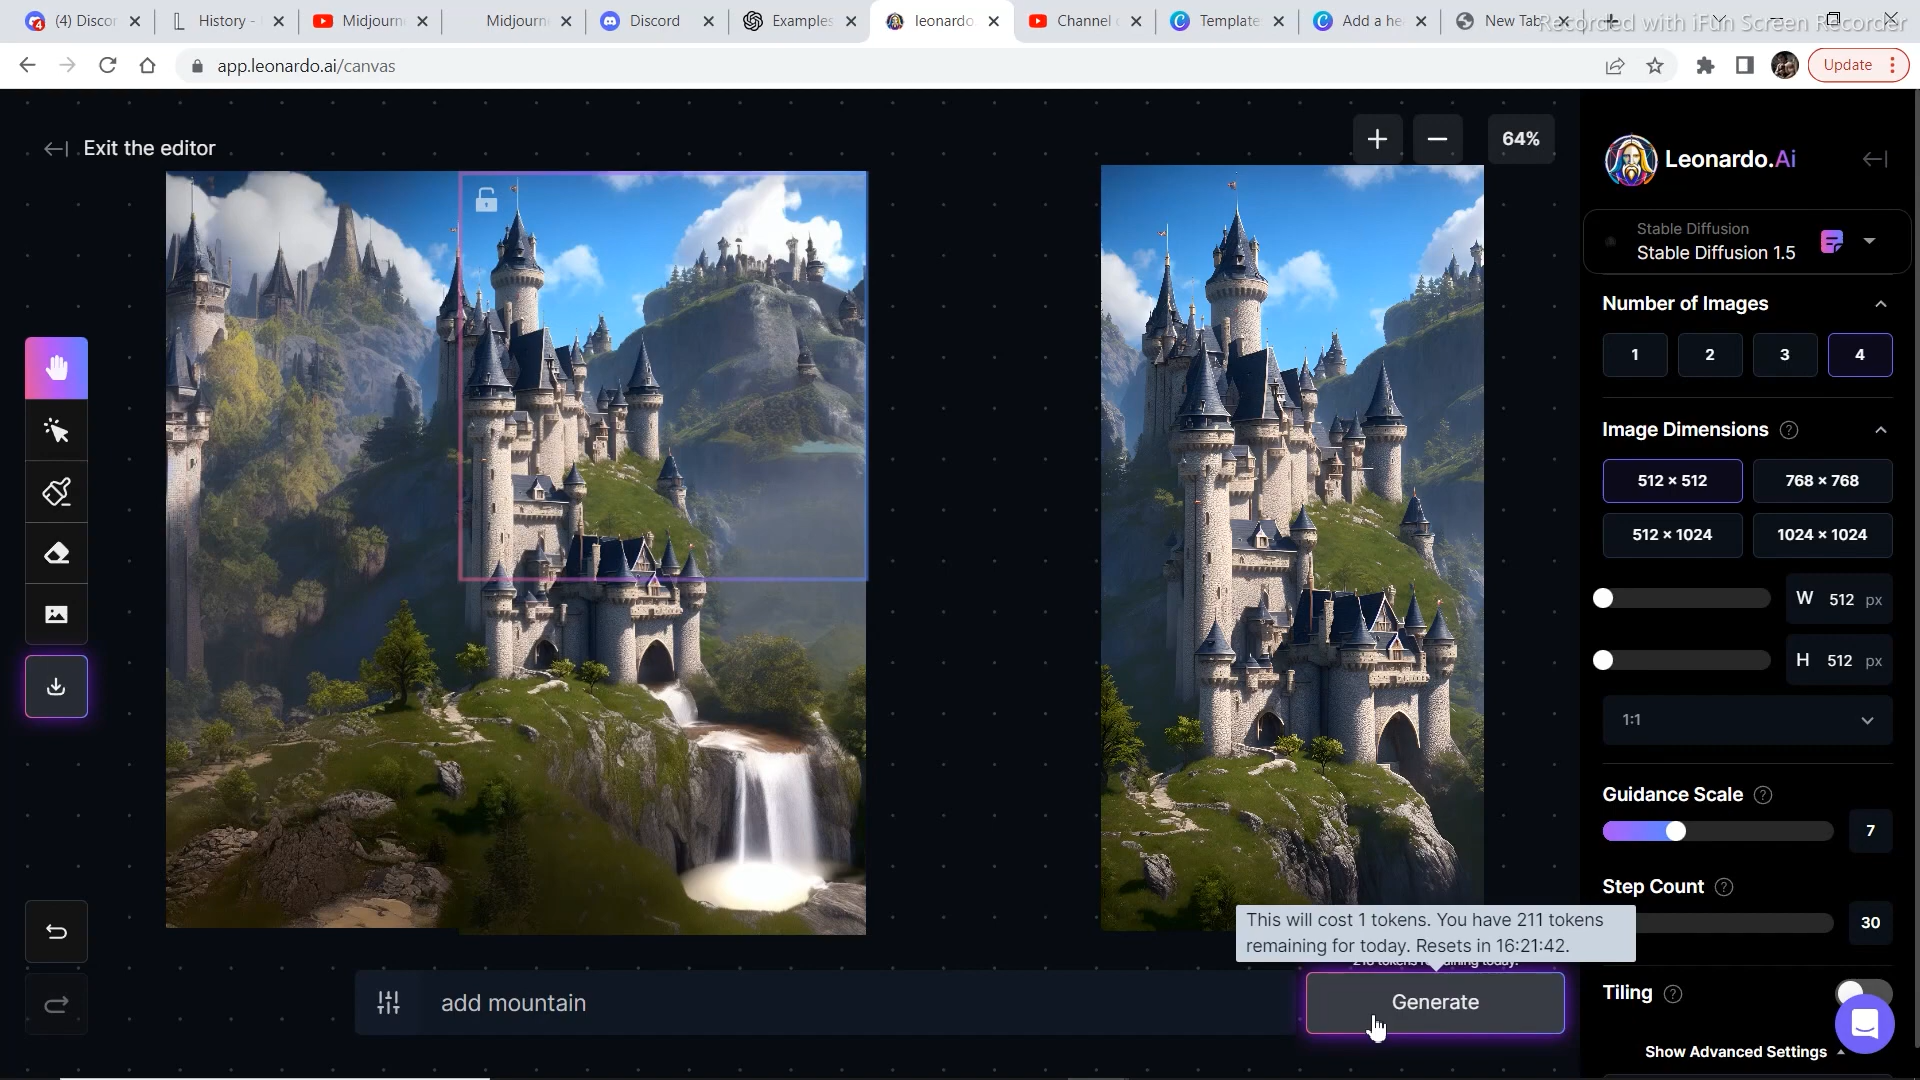 (4) Discor
History -
Midjourn
Midjourn
Discord
Examples
leonardo.
Channel
Template
Add a he
New Tab
Recorded with iFun Screen Recorder
app.leonardo.ai/canvas
Update
Exit the editor
64%
Leonardo.Ai
Stable Diffusion
Stable Diffusion 1.5
Number of Images
1 2 3 4
Image Dimensions
512 × 512 768 × 768
512 × 1024 1024 × 1024
W 512 px
H 512 px
1:1
Guidance Scale
7
Step Count
30
This will cost 1 tokens. You have 211 tokens
remaining for today. Resets in 16:21:42.
add mountain
Generate
Tiling
Show Advanced Settings